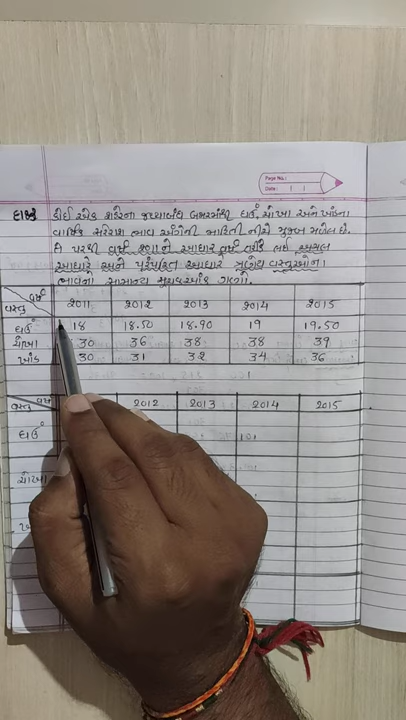 Page No.:
Date: | |
દાખલો કોઈ એક શહેરના જથ્થાબંધ બજારમાંથી ઘઉં, ચોખા અને ખાંડના
વાર્ષિક સરેરાશ ભાવ અંગેની માહિતી નીચે મુજબ મળેલ છે.
તે પરથી વર્ષ 2011ને આધાર વર્ષ તરીકે લઈ અચલ
આધારે અને પરંપરિત આધારે ત્રણેય વસ્તુઓના
ભાવનો સામાન્ય સૂચકઆંક ગણો.
વસ્તુ વર્ષ 2011 2012 2013 2014 2015
ઘઉં 18 18.50 18.90 19 19.50
ચોખા 30 36 38 38 39
ખાંડ 30 31 32 34 36
વસ્તુ વર્ષ 2012 2013 2014 2015
ઘઉં
ચોખા